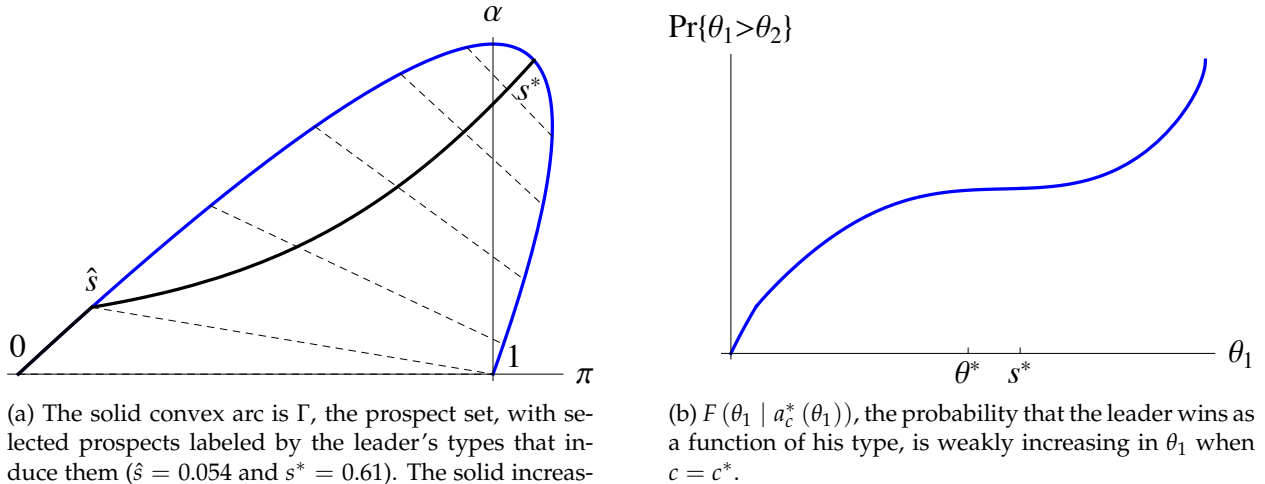 α
s*
ŝ
0
1
π
(a) The solid convex arc is Γ, the prospect set, with se-
lected prospects labeled by the leader's types that in-
duce them (ŝ = 0.054 and s* = 0.61). The solid increas-
Pr{θ₁>θ₂}
θ*
s*
θ₁
(b) F (θ₁ | a*_c (θ₁)), the probability that the leader wins as
a function of his type, is weakly increasing in θ₁ when
c = c*.